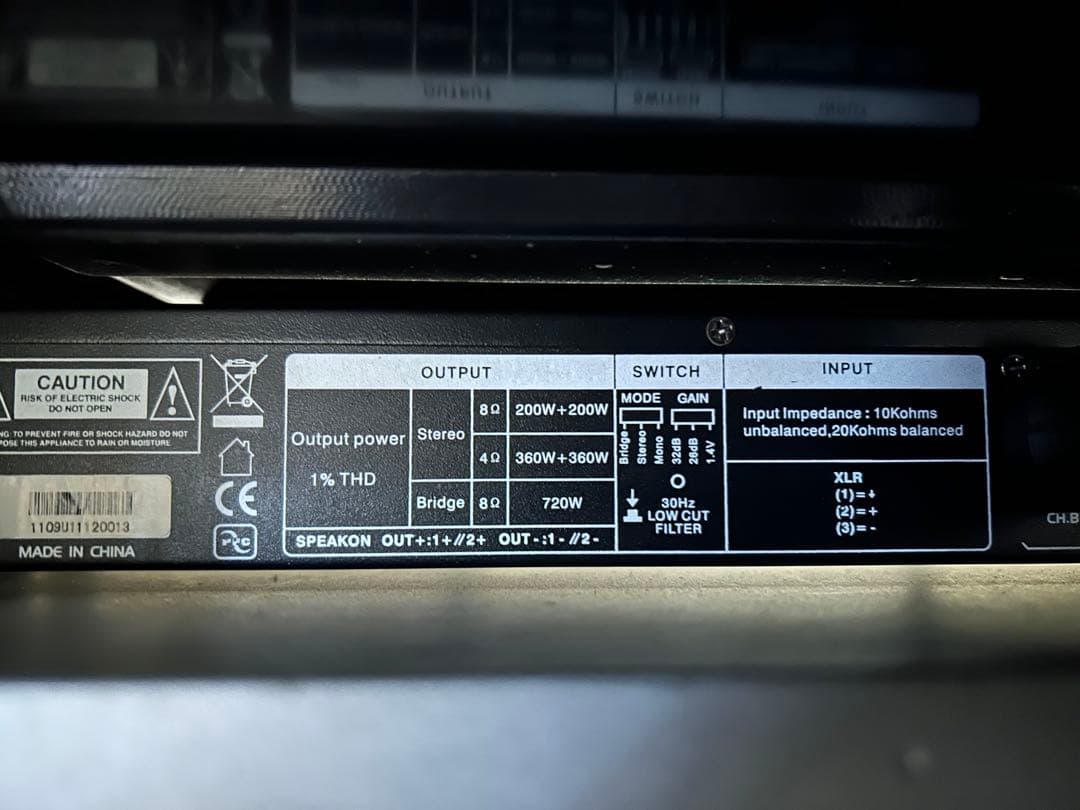 CAUTION
RISK OF ELECTRIC SHOCK
DO NOT OPEN
NG: TO PREVENT FIRE OR SHOCK HAZARD DO NOT
POSE THIS APPLIANCE TO RAIN OR MOISTURE.
1109U11120013
MADE IN CHINA
CE
OUTPUT
Output power
1% THD
Stereo
8Ω 200W+200W
4Ω 360W+360W
Bridge 8Ω 720W
SPEAKON OUT+:1+//2+ OUT-:1-//2-
SWITCH
MODE GAIN
Bridge
Stereo
Mono
32dB
26dB
1.4V
30Hz
LOW CUT
FILTER
INPUT
Input Impedance : 10Kohms
unbalanced,20Kohms balanced
XLR
(1)=⏚
(2)=+
(3)=-
CH.B